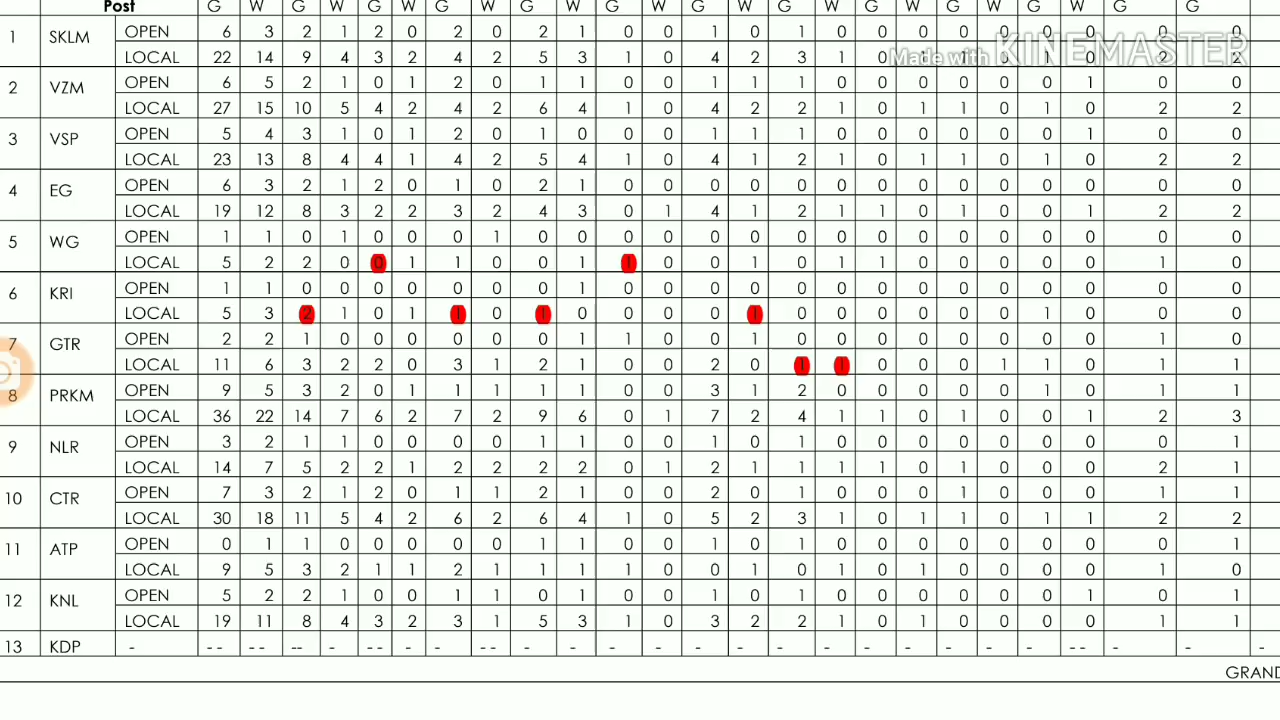 Post G W G W G W G W G W G W G W G W G W G W G W G G
1 SKLM OPEN 6 3 2 1 2 0 2 0 2 1 0 0 1 0 1 0 0 0 0 0 0 0 0 0
LOCAL 22 14 9 4 3 2 4 2 5 3 1 0 4 2 3 1 0 1 0 1 0 2 2
Made with KINEMASTER
2 VZM OPEN 6 5 2 1 0 1 2 0 1 1 0 0 1 1 1 0 0 0 0 0 0 1 0 0
LOCAL 27 15 10 5 4 2 4 2 6 4 1 0 4 2 2 1 0 1 1 0 1 0 2 2
3 VSP OPEN 5 4 3 1 0 1 2 0 1 0 0 0 1 1 1 0 0 0 0 0 0 1 0 0
LOCAL 23 13 8 4 4 1 4 2 5 4 1 0 4 1 2 1 0 1 1 0 1 0 2 2
4 EG OPEN 6 3 2 1 2 0 1 0 2 1 0 0 0 0 0 0 0 0 0 0 0 0 0 0
LOCAL 19 12 8 3 2 2 3 2 4 3 0 1 4 1 2 1 1 0 1 0 0 1 2 2
5 WG OPEN 1 1 0 1 0 0 0 1 0 0 0 0 0 0 0 0 0 0 0 0 0 0 0 0
LOCAL 5 2 2 0 0 1 1 0 0 1 1 0 0 1 0 1 1 0 0 0 0 0 1 0
6 KRI OPEN 1 1 0 0 0 0 0 0 0 1 0 0 0 0 0 0 0 0 0 0 0 0 0 0
LOCAL 5 3 2 1 0 1 1 0 1 0 0 0 0 1 0 0 0 0 0 0 1 0 0 0
7 GTR OPEN 2 2 1 0 0 0 0 0 0 1 1 0 0 1 0 0 0 0 0 0 0 0 1 0
LOCAL 11 6 3 2 2 0 3 1 2 1 0 0 2 0 1 1 0 0 0 1 1 0 1 1
8 PRKM OPEN 9 5 3 2 0 1 1 1 1 1 0 0 3 1 2 0 0 0 0 0 1 0 1 1
LOCAL 36 22 14 7 6 2 7 2 9 6 0 1 7 2 4 1 1 0 1 0 0 1 2 3
9 NLR OPEN 3 2 1 1 0 0 0 0 1 1 0 0 1 0 1 0 0 0 0 0 0 0 0 1
LOCAL 14 7 5 2 2 1 2 2 2 2 0 1 2 1 1 1 1 0 1 0 0 0 2 1
10 CTR OPEN 7 3 2 1 2 0 1 1 2 1 0 0 2 0 1 0 0 0 1 0 0 0 1 1
LOCAL 30 18 11 5 4 2 6 2 6 4 1 0 5 2 3 1 0 1 1 0 1 1 2 2
11 ATP OPEN 0 1 1 0 0 0 0 0 1 1 0 0 1 0 1 0 0 0 0 0 0 0 0 1
LOCAL 9 5 3 2 1 1 2 1 1 1 1 0 0 1 0 1 0 1 0 0 0 0 1 0
12 KNL OPEN 5 2 2 1 0 0 1 1 0 1 0 0 1 0 1 0 0 0 0 0 0 1 0 1
LOCAL 19 11 8 4 3 2 3 1 5 3 1 0 3 2 2 1 0 1 0 0 0 0 1 1
13 KDP - -- -- -- - -- - - -- - - - - - - - - - - - - - -- - - -
GRAND